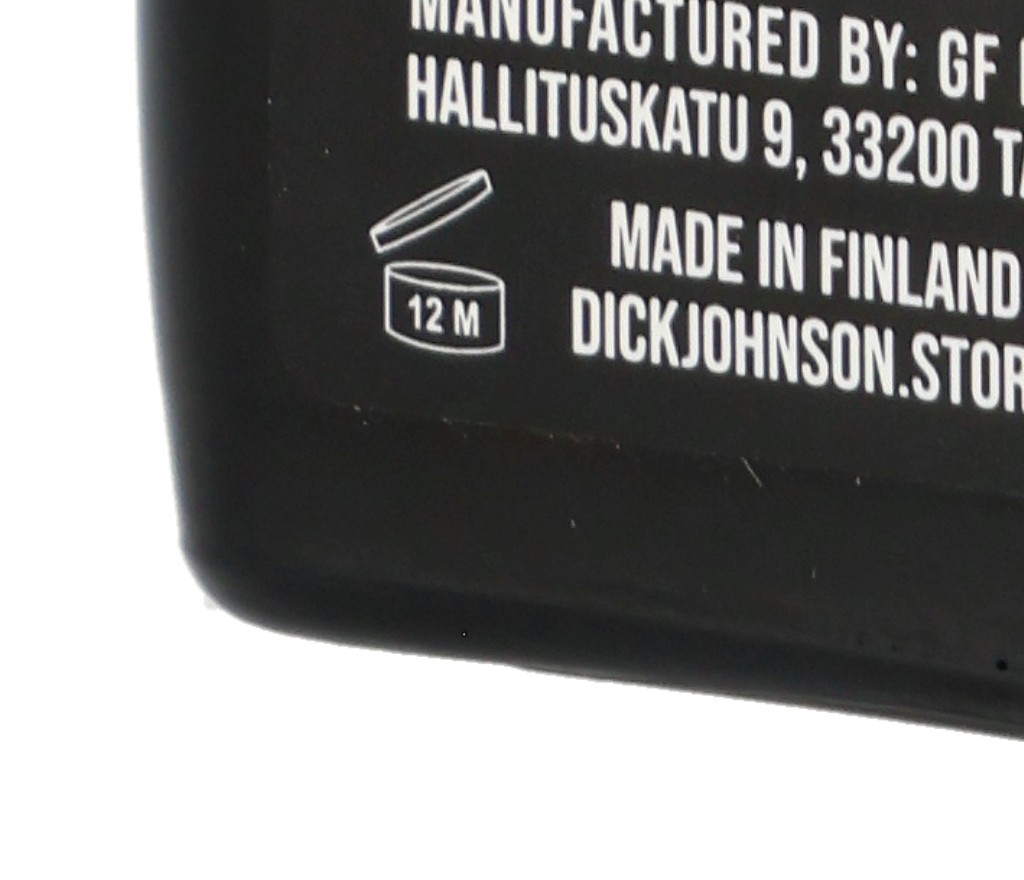 MANUFACTURED BY: GF
HALLITUSKATU 9, 33200
MADE IN FINLAND
12 M
DICKJOHNSON.STOR